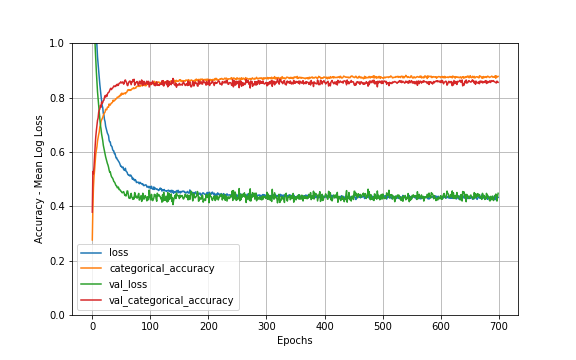 1.0
0.8
0.6
0.4
0.2
0.0
Accuracy - Mean Log Loss
loss
categorical_accuracy
val_loss
val_categorical_accuracy
0 100 200 300 400 500 600 700
Epochs